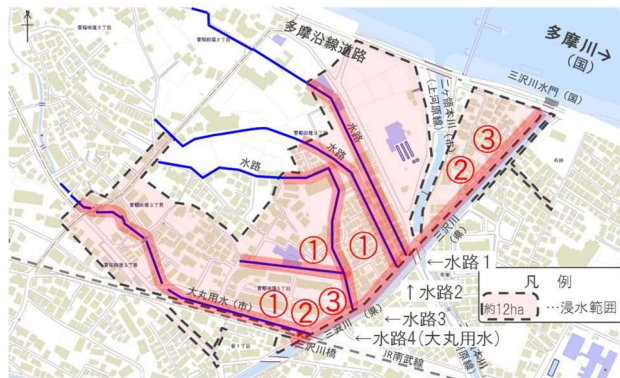 多摩川→
(国)
多摩沿線道路
三沢川水門(国)
二ヶ領本川(市)
(上河原線)
水路
水路
水路
③
②
①
①
三沢川(県)
←水路1
↑水路2
大丸用水(市)
①
②
③
三沢川(県)
←水路3
←水路4(大丸用水)
三沢川橋
JR南武線
凡 例
約12ha
…浸水範囲